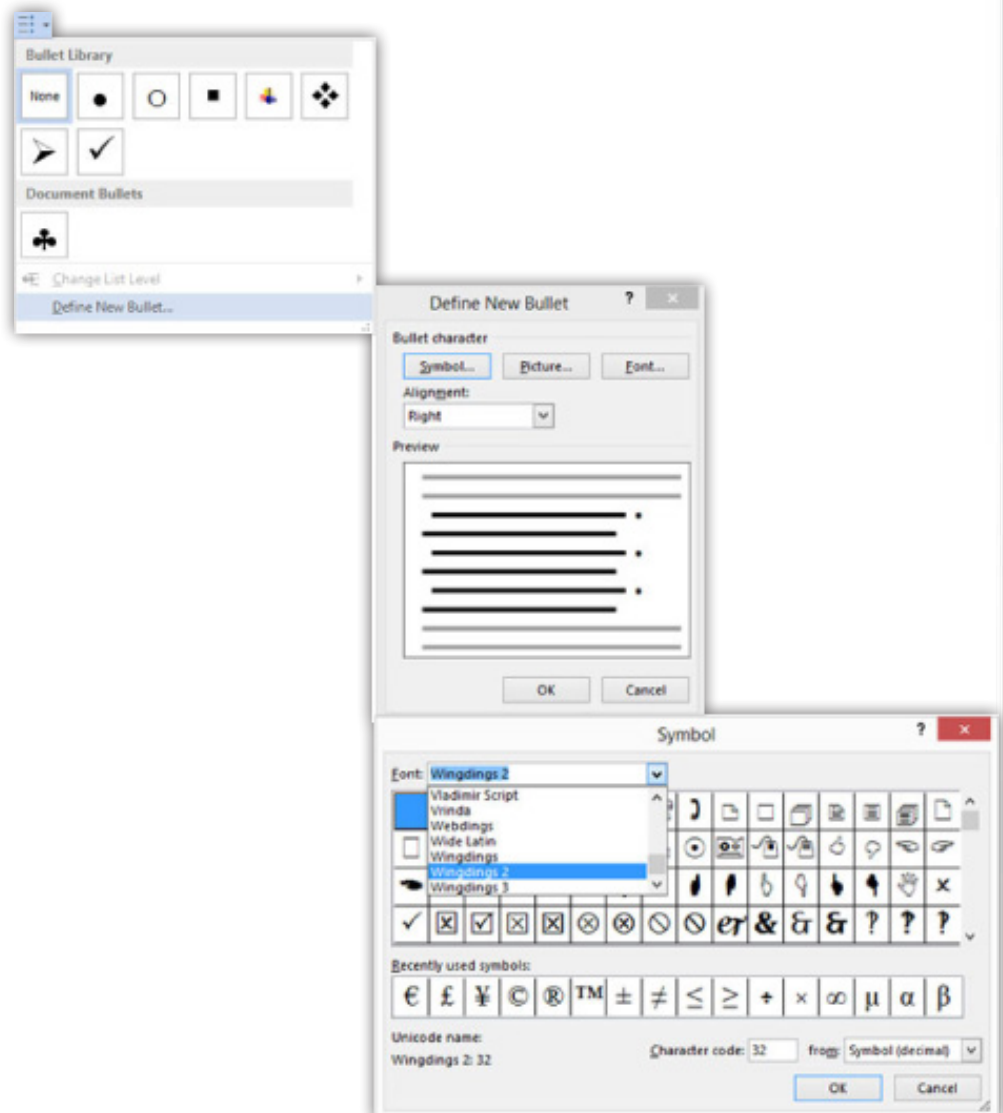 Bullet Library
None
Document Bullets
Change List Level
Define New Bullet...
Define New Bullet ?
Bullet character
Symbol... Picture... Font...
Alignment:
Right
Preview
OK Cancel
Symbol ?
Font: Wingdings 2
Vladimir Script
Vrinda
Webdings
Wide Latin
Wingdings
Wingdings 2
Wingdings 3
er & & & ? ? ?
Recently used symbols:
€ £ ¥ © ® ™ ± ≠ ≤ ≥ ÷ × ∞ µ α β
Unicode name:
Wingdings 2: 32
Character code: 32 from: Symbol (decimal)
OK Cancel